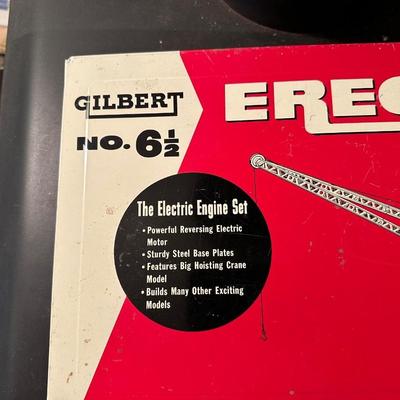 GILBERT
NO. 6½
EREC
The Electric Engine Set
• Powerful Reversing Electric
Motor
• Sturdy Steel Base Plates
• Features Big Hoisting Crane
Model
• Builds Many Other Exciting
Models